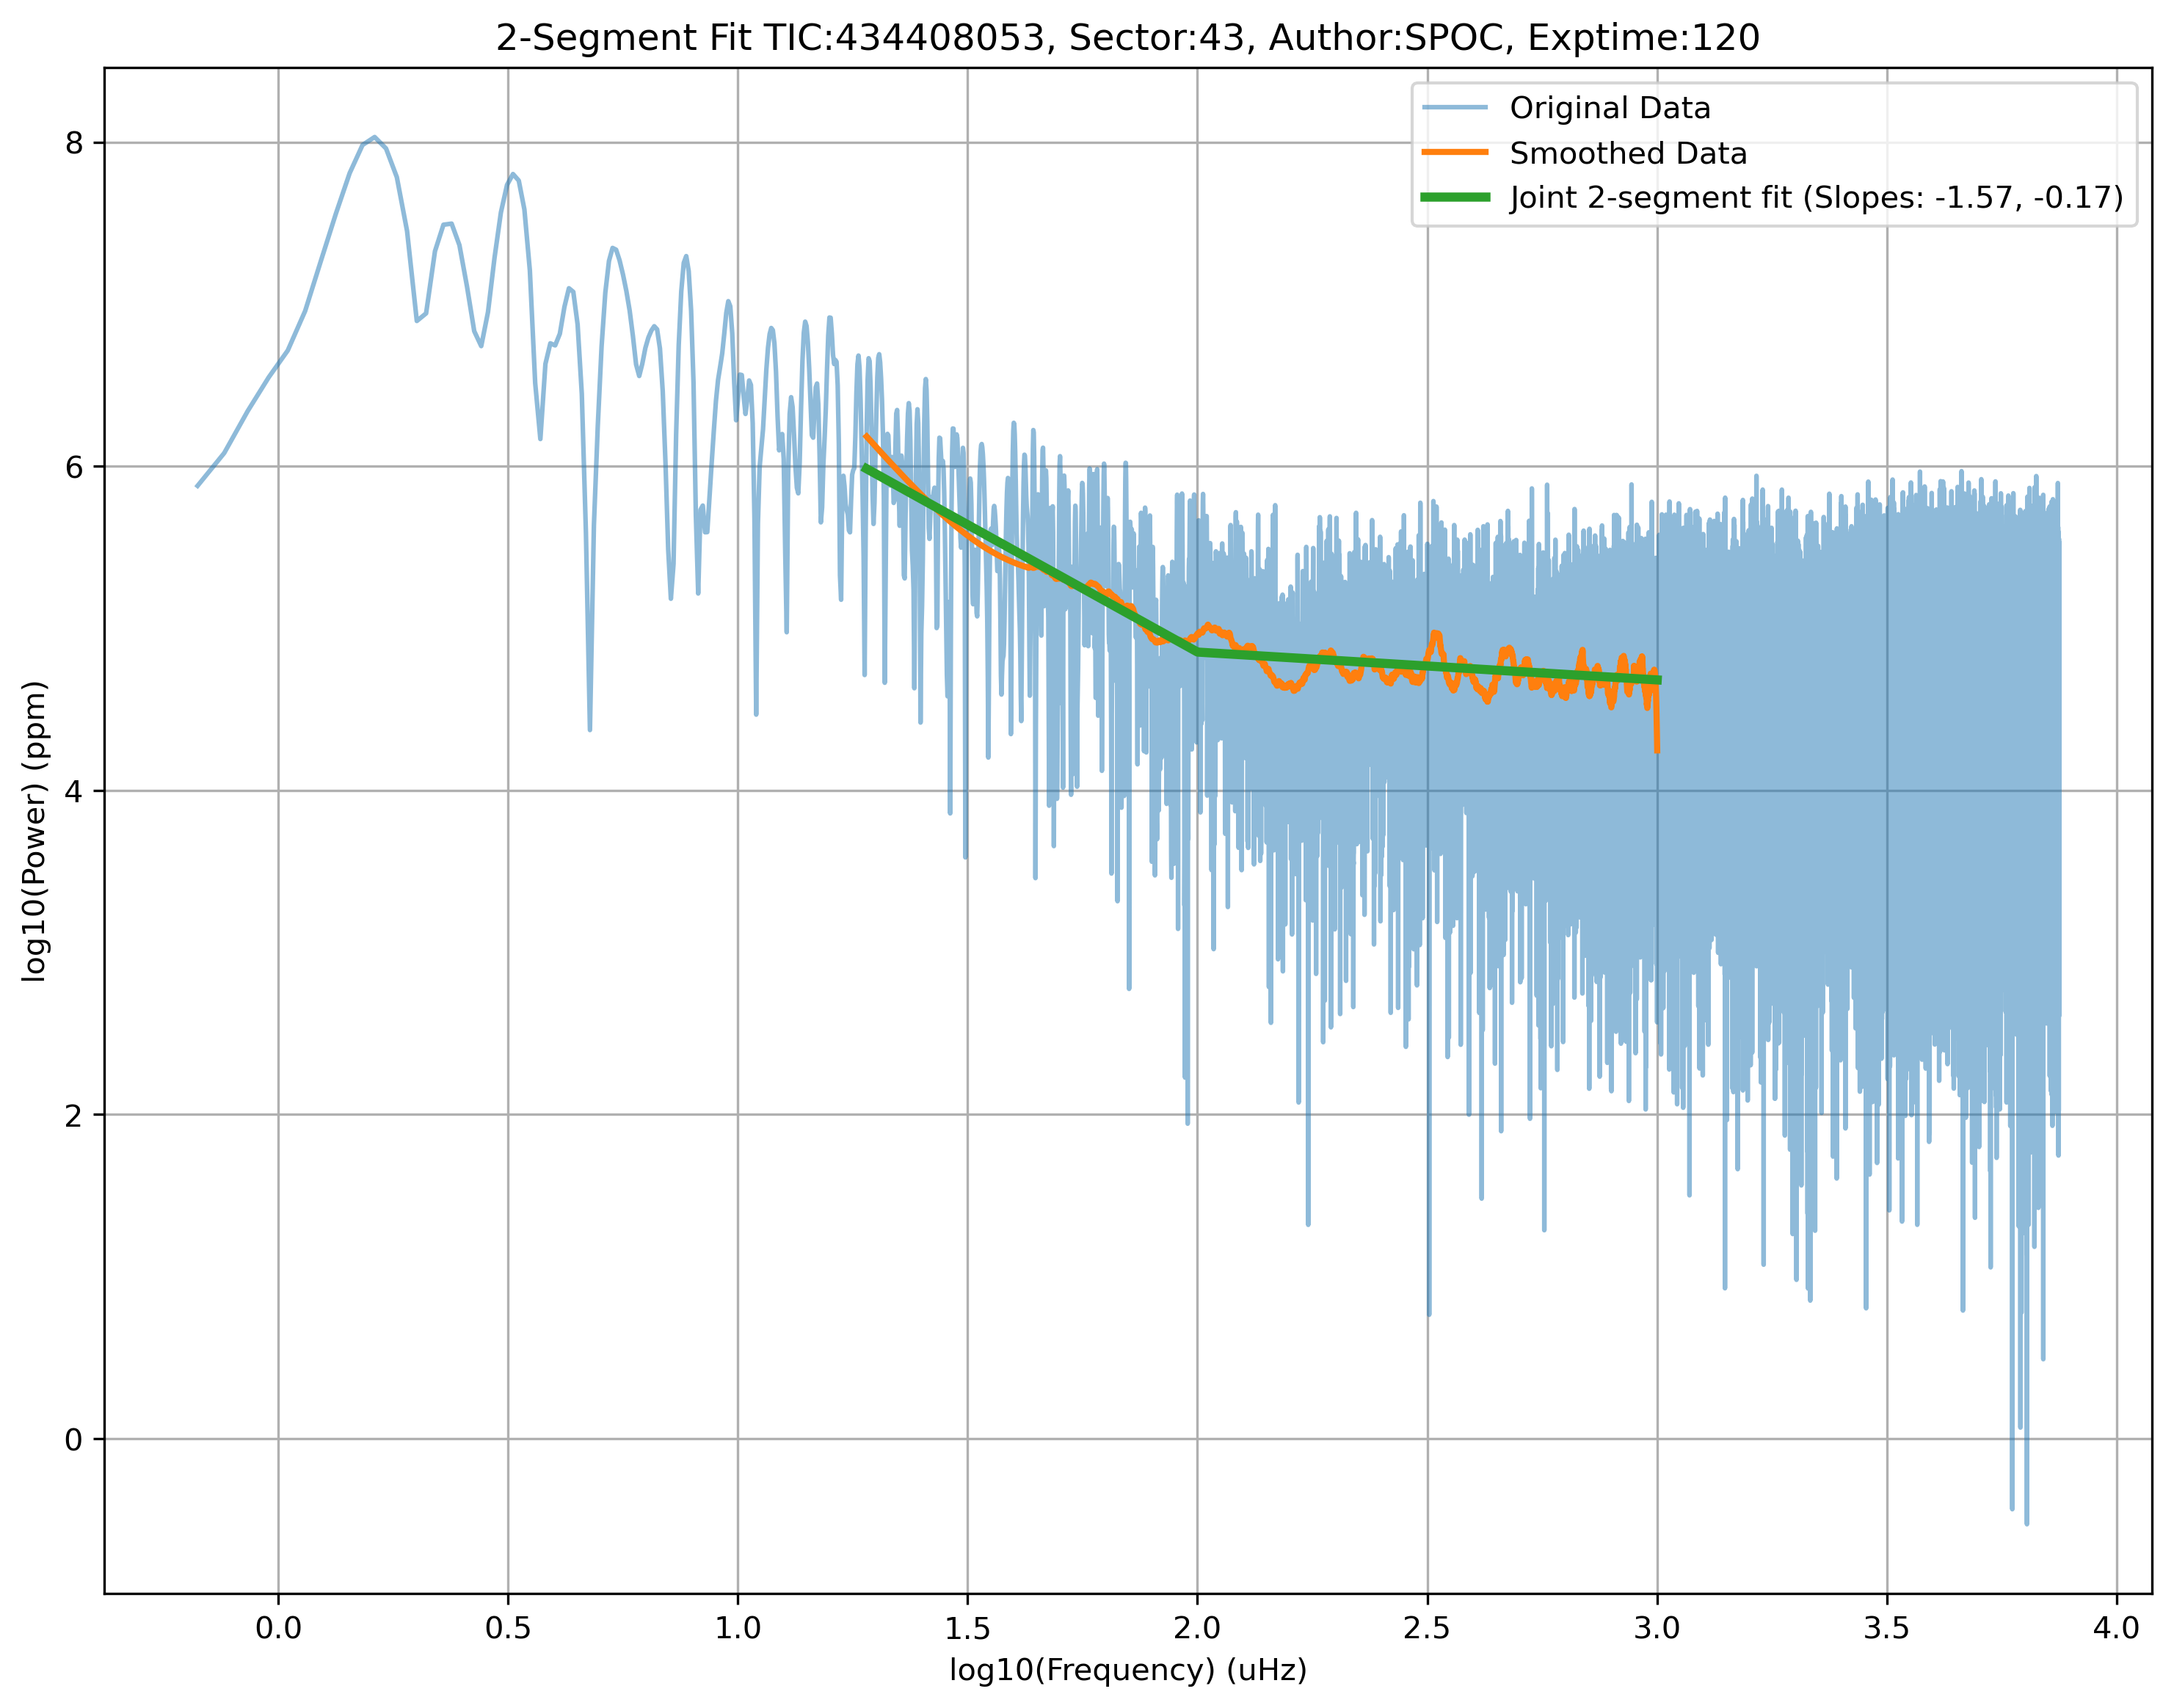 2-Segment Fit TIC:434408053, Sector:43, Author:SPOC, Exptime:120
Original Data
Smoothed Data
Joint 2-segment fit (Slopes: -1.57, -0.17)
log10(Power) (ppm)
8
6
4
2
0
0.0 0.5 1.0 1.5 2.0 2.5 3.0 3.5 4.0
log10(Frequency) (uHz)